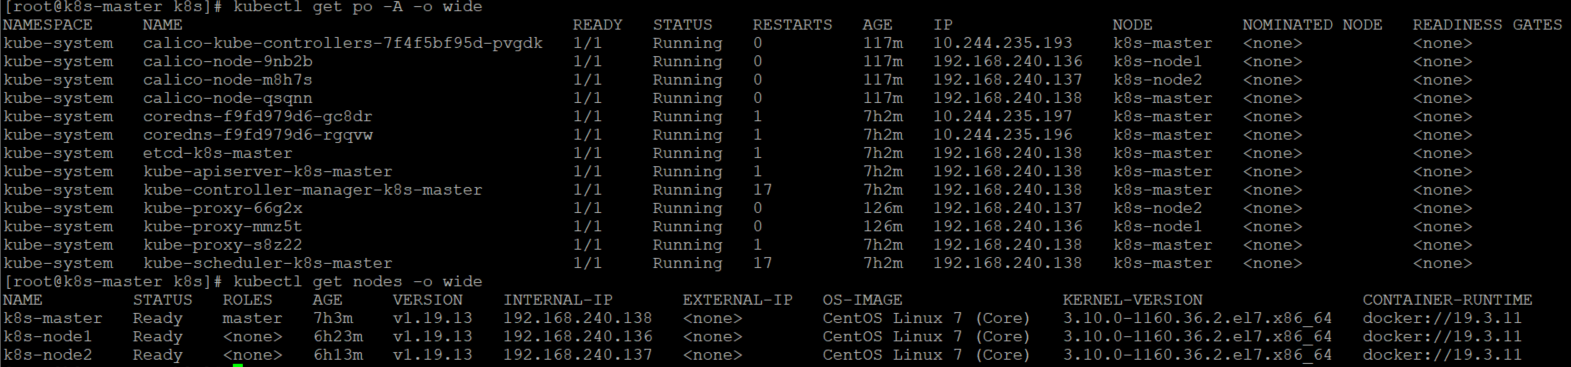 [root@k8s-master k8s]# kubectl get po -A -o wide
NAMESPACE     NAME                                       READY   STATUS    RESTARTS   AGE    IP                NODE         NOMINATED NODE   READINESS GATES
kube-system   calico-kube-controllers-7f4f5bf95d-pvgdk   1/1     Running   0          117m   10.244.235.193    k8s-master   <none>           <none>
kube-system   calico-node-9nb2b                          1/1     Running   0          117m   192.168.240.136   k8s-node1    <none>           <none>
kube-system   calico-node-m8h7s                          1/1     Running   0          117m   192.168.240.137   k8s-node2    <none>           <none>
kube-system   calico-node-qsqnn                          1/1     Running   0          117m   192.168.240.138   k8s-master   <none>           <none>
kube-system   coredns-f9fd979d6-gc8dr                    1/1     Running   1          7h2m   10.244.235.197    k8s-master   <none>           <none>
kube-system   coredns-f9fd979d6-rgqvw                    1/1     Running   1          7h2m   10.244.235.196    k8s-master   <none>           <none>
kube-system   etcd-k8s-master                            1/1     Running   1          7h2m   192.168.240.138   k8s-master   <none>           <none>
kube-system   kube-apiserver-k8s-master                  1/1     Running   1          7h2m   192.168.240.138   k8s-master   <none>           <none>
kube-system   kube-controller-manager-k8s-master         1/1     Running   17         7h2m   192.168.240.138   k8s-master   <none>           <none>
kube-system   kube-proxy-66g2x                           1/1     Running   0          126m   192.168.240.137   k8s-node2    <none>           <none>
kube-system   kube-proxy-mmz5t                           1/1     Running   0          126m   192.168.240.136   k8s-node1    <none>           <none>
kube-system   kube-proxy-s8z22                           1/1     Running   1          7h2m   192.168.240.138   k8s-master   <none>           <none>
kube-system   kube-scheduler-k8s-master                  1/1     Running   17         7h2m   192.168.240.138   k8s-master   <none>           <none>
[root@k8s-master k8s]# kubectl get nodes -o wide
NAME         STATUS   ROLES    AGE     VERSION    INTERNAL-IP       EXTERNAL-IP   OS-IMAGE                KERNEL-VERSION                CONTAINER-RUNTIME
k8s-master   Ready    master   7h3m    v1.19.13   192.168.240.138   <none>        CentOS Linux 7 (Core)   3.10.0-1160.36.2.el7.x86_64   docker://19.3.11
k8s-node1    Ready    <none>   6h23m   v1.19.13   192.168.240.136   <none>        CentOS Linux 7 (Core)   3.10.0-1160.36.2.el7.x86_64   docker://19.3.11
k8s-node2    Ready    <none>   6h13m   v1.19.13   192.168.240.137   <none>        CentOS Linux 7 (Core)   3.10.0-1160.36.2.el7.x86_64   docker://19.3.11